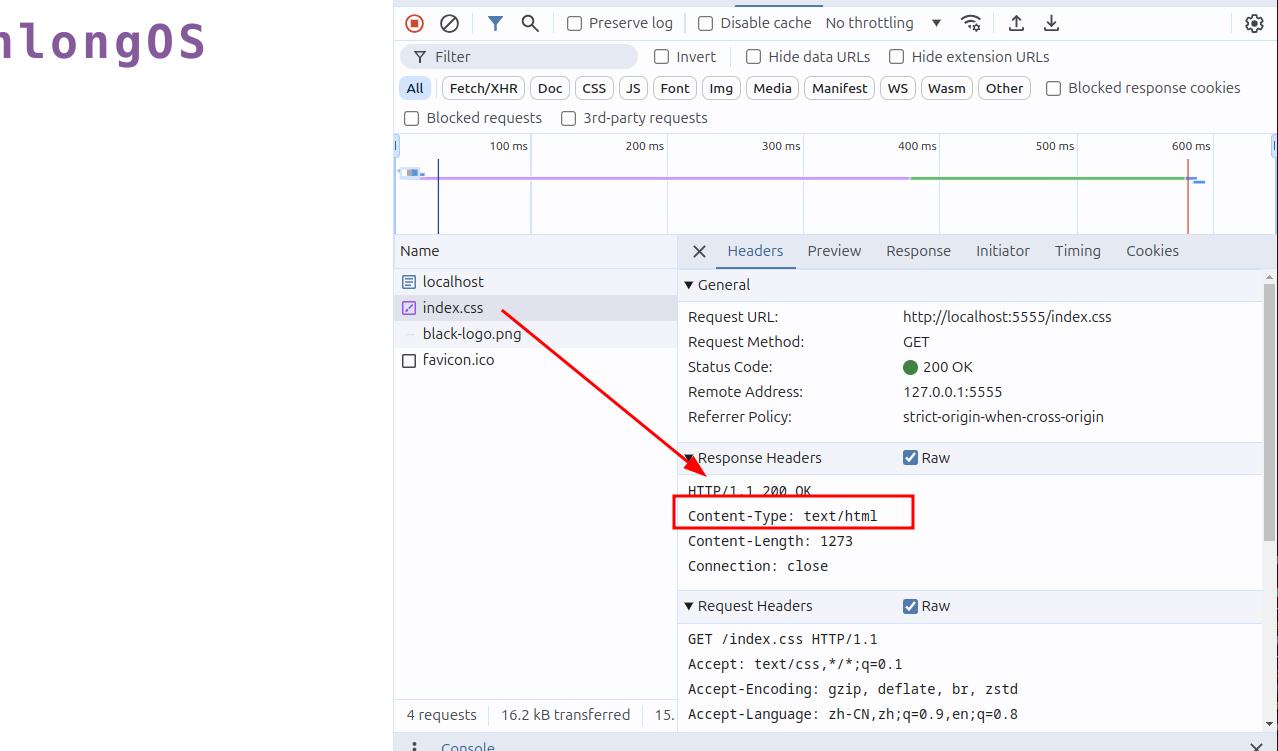 nlongOS
Preserve log
Disable cache
No throttling
Filter
Invert
Hide data URLs
Hide extension URLs
All
Fetch/XHR
Doc
CSS
JS
Font
Img
Media
Manifest
WS
Wasm
Other
Blocked response cookies
Blocked requests
3rd-party requests
100 ms
200 ms
300 ms
400 ms
500 ms
600 ms
Name
localhost
index.css
black-logo.png
favicon.ico
4 requests
16.2 kB transferred
15.
Headers
Preview
Response
Initiator
Timing
Cookies
General
Request URL: http://localhost:5555/index.css
Request Method: GET
Status Code: 200 OK
Remote Address: 127.0.0.1:5555
Referrer Policy: strict-origin-when-cross-origin
Response Headers
Raw
HTTP/1.1 200 OK
Content-Type: text/html
Content-Length: 1273
Connection: close
Request Headers
Raw
GET /index.css HTTP/1.1
Accept: text/css,*/*;q=0.1
Accept-Encoding: gzip, deflate, br, zstd
Accept-Language: zh-CN,zh;q=0.9,en;q=0.8
Console